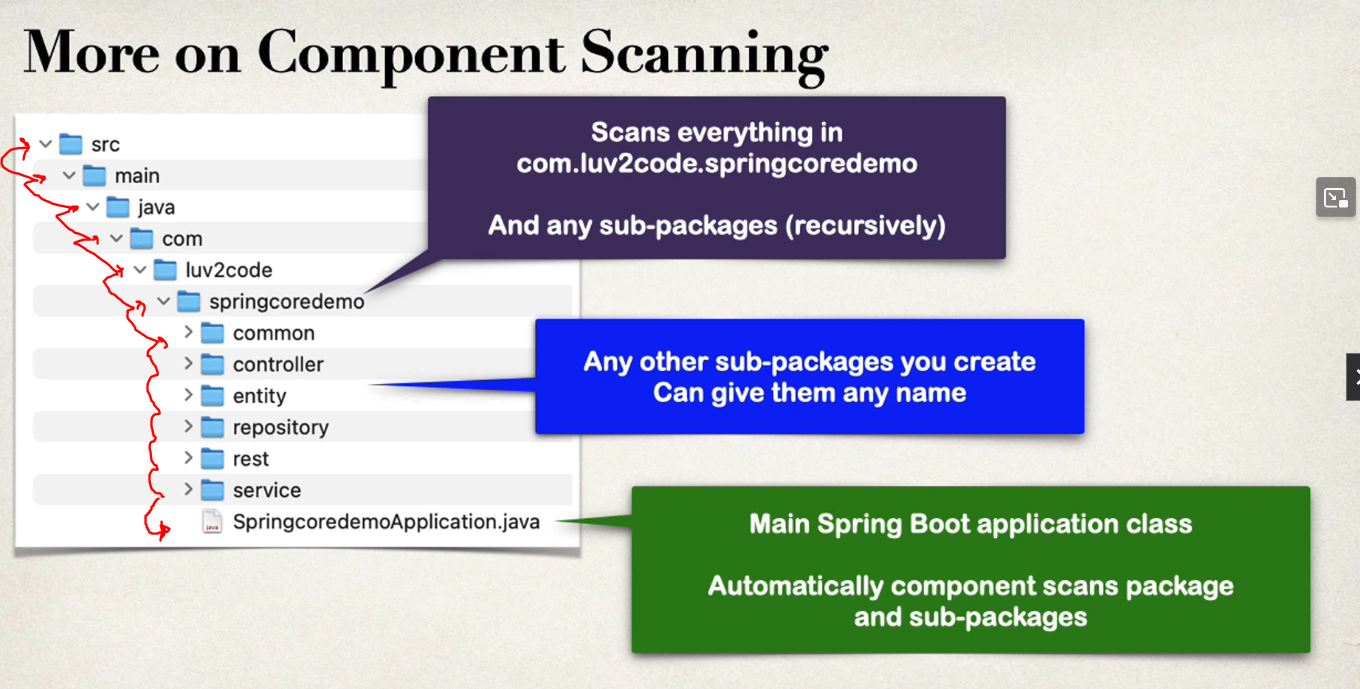 More on Component Scanning
src
main
java
com
luv2code
springcoredemo
common
controller
entity
repository
rest
service
SpringcoredemoApplication.java
Scans everything in
com.luv2code.springcoredemo
And any sub-packages (recursively)
Any other sub-packages you create
Can give them any name
Main Spring Boot application class
Automatically component scans package
and sub-packages